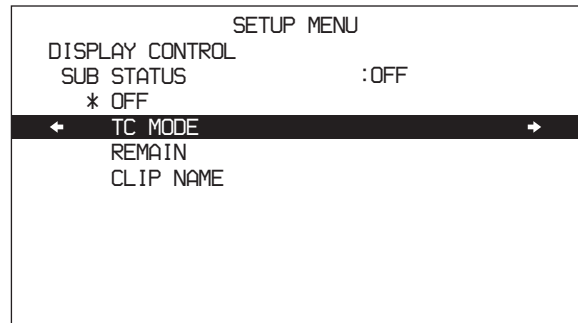 SETUP MENU
DISPLAY CONTROL
SUB STATUS :OFF
* OFF
← TC MODE →
REMAIN
CLIP NAME